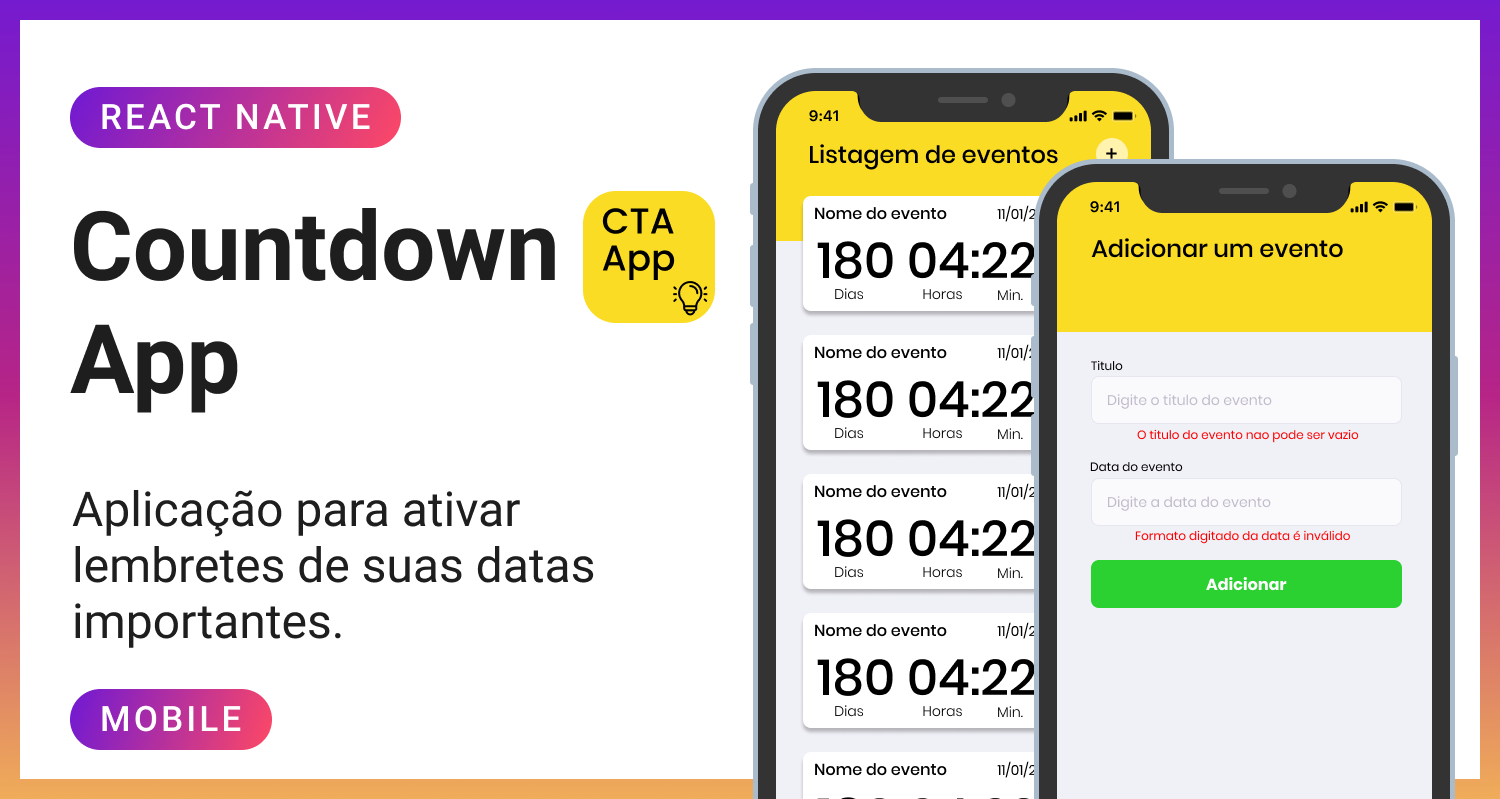 REACT NATIVE
Countdown
App
CTA
App
Aplicação para ativar
lembretes de suas datas
importantes.
MOBILE
9:41
Listagem de eventos
+
Nome do evento 11/01/2
180 04:22
Dias Horas Min.
Nome do evento 11/01/2
180 04:22
Dias Horas Min.
Nome do evento 11/01/2
180 04:22
Dias Horas Min.
Nome do evento 11/01/2
180 04:22
Dias Horas Min.
Nome do evento 11/01/2
9:41
Adicionar um evento
Titulo
Digite o titulo do evento
O titulo do evento nao pode ser vazio
Data do evento
Digite a data do evento
Formato digitado da data é inválido
Adicionar